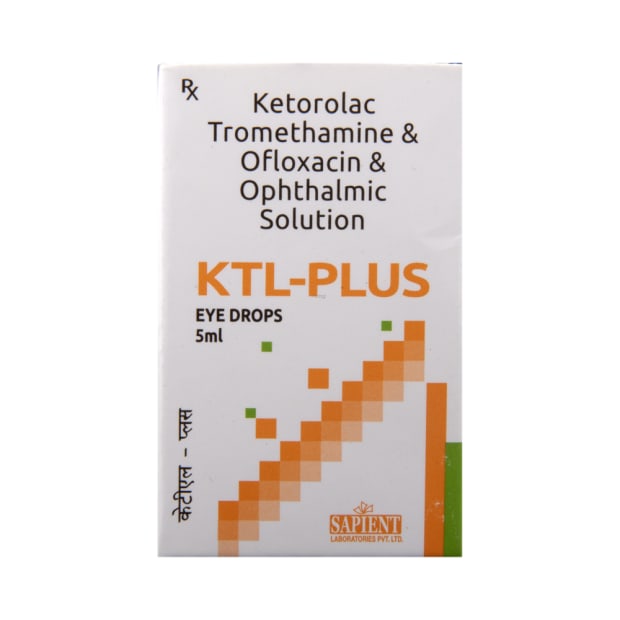 Rx
Ketorolac
Tromethamine &
Ofloxacin &
Ophthalmic
Solution
KTL-PLUS
EYE DROPS
5ml
केटीएल - प्लस
SAPIENT
LABORATORIES PVT. LTD.